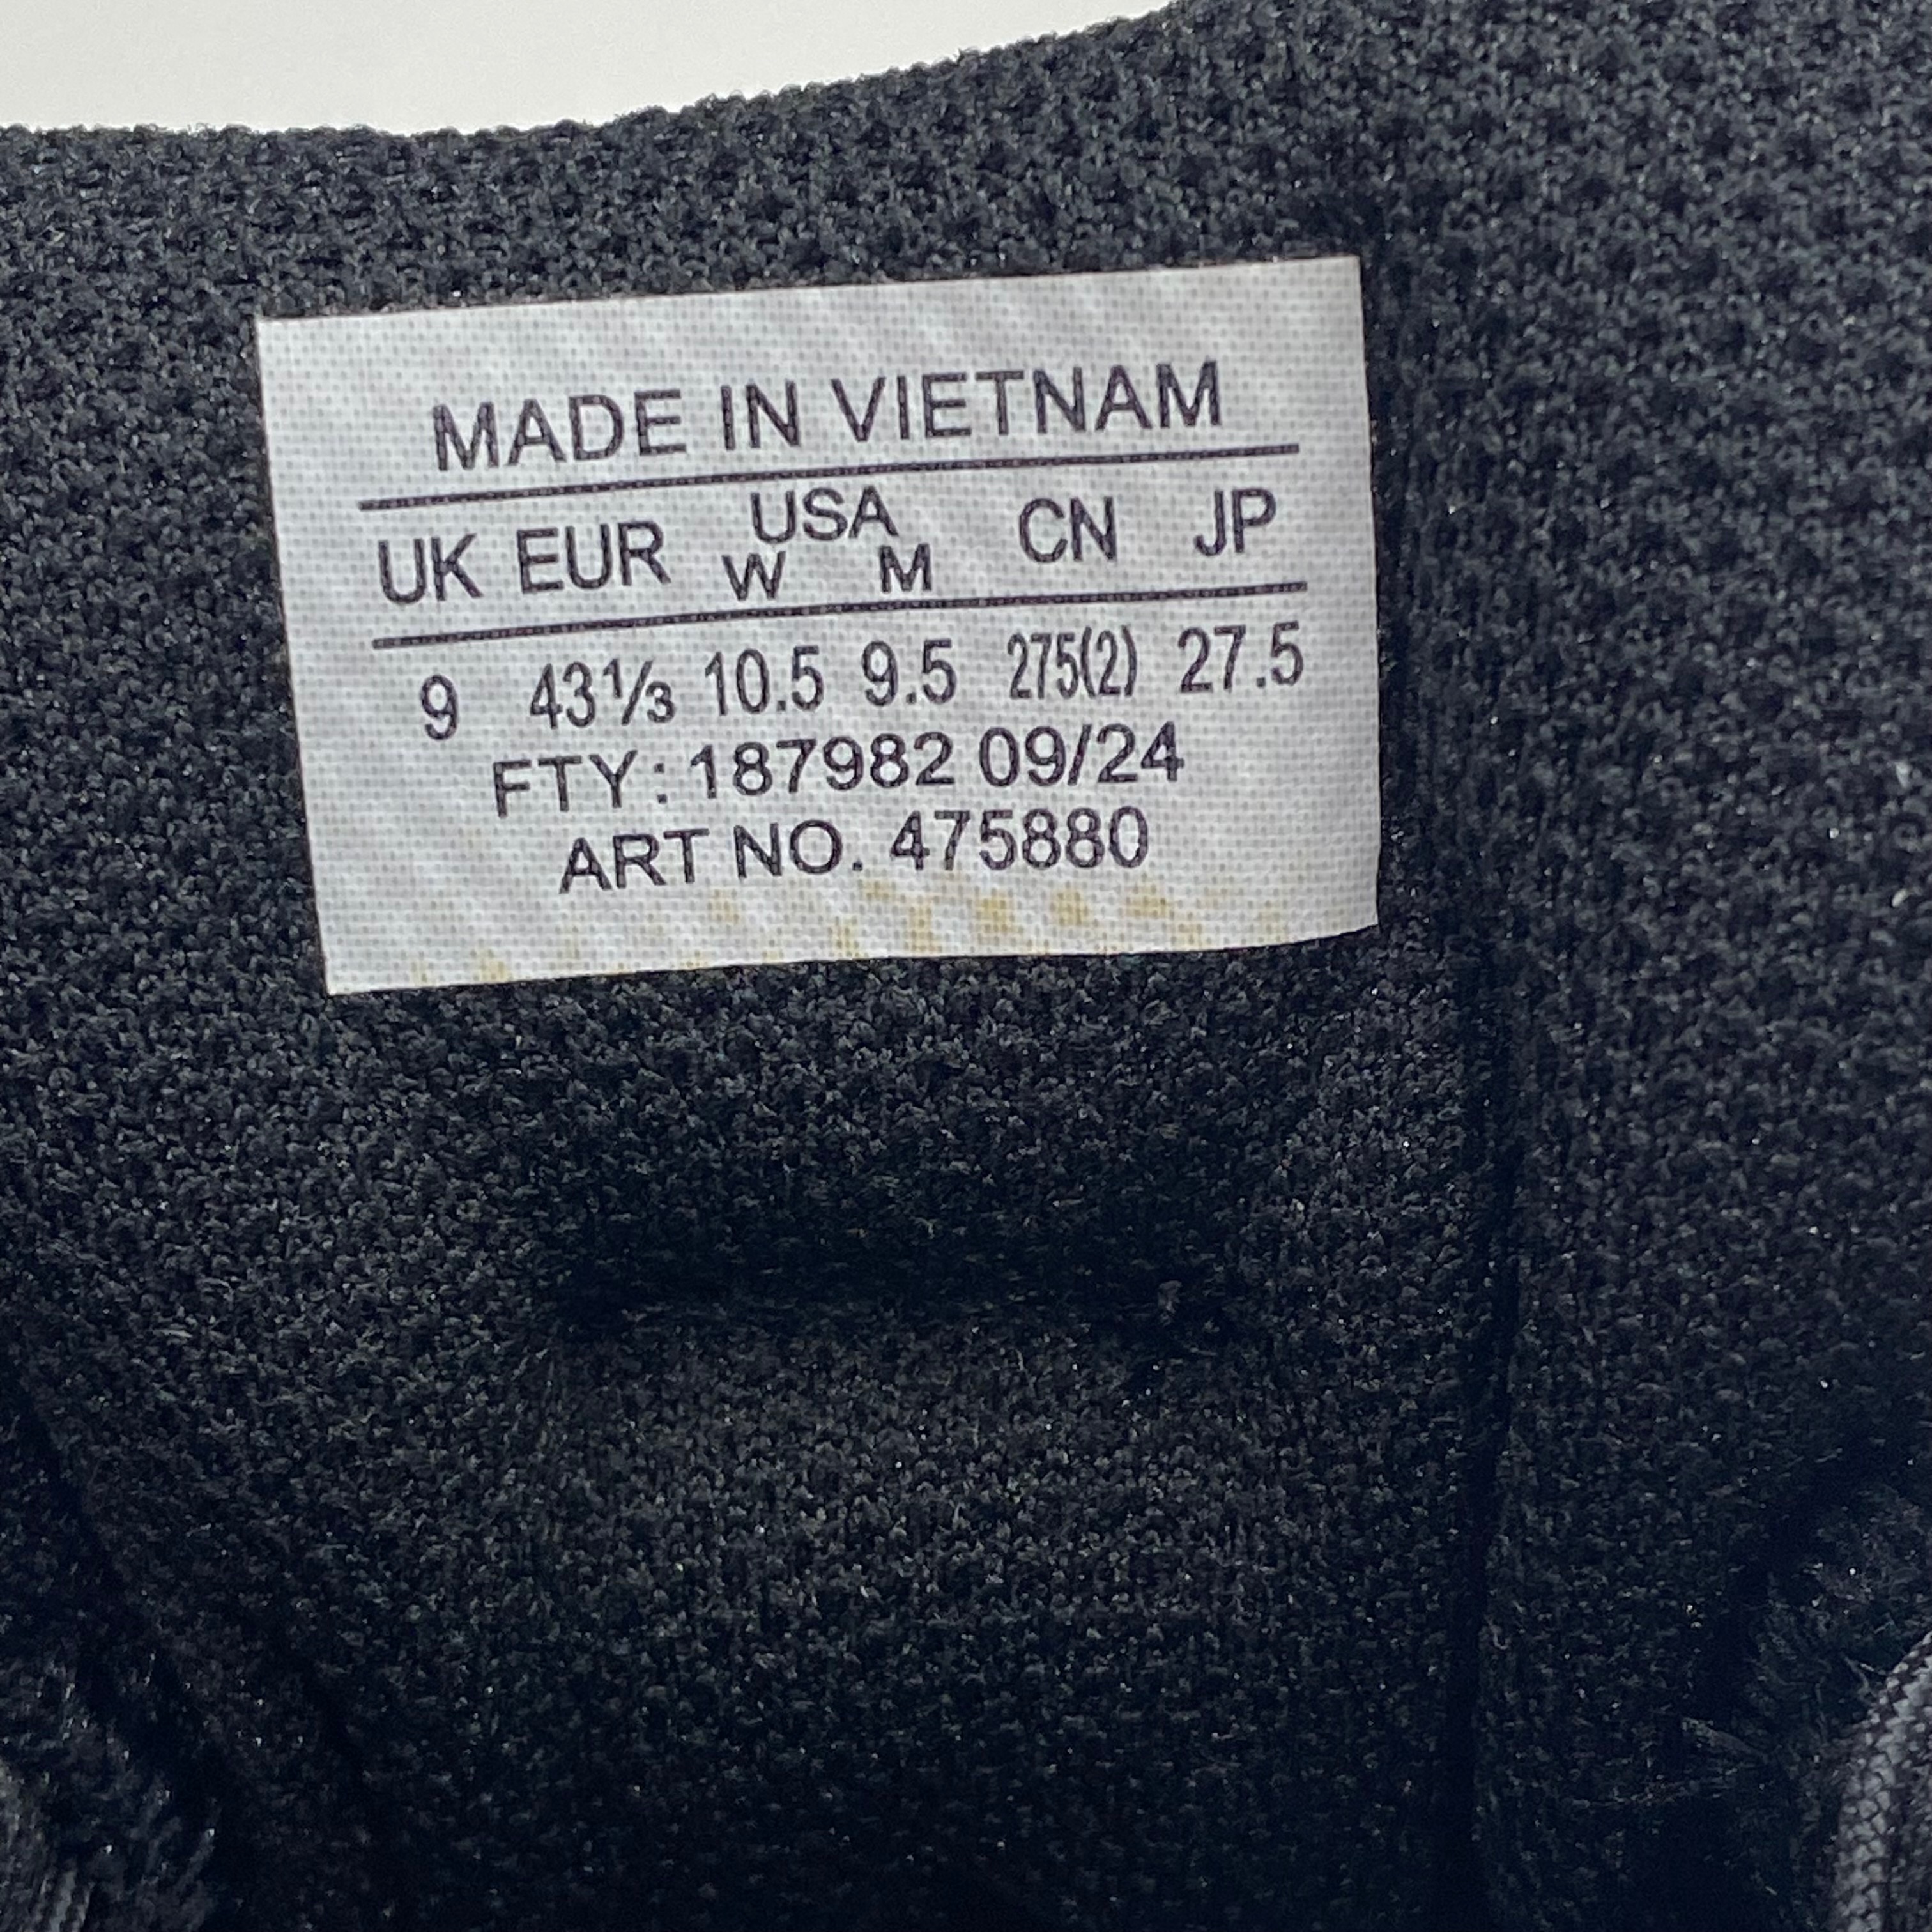 MADE IN VIETNAM
UK EUR USA CN JP
W M
9 43⅓ 10.5 9.5 275(2) 27.5
FTY: 187982 09/24
ART NO. 475880